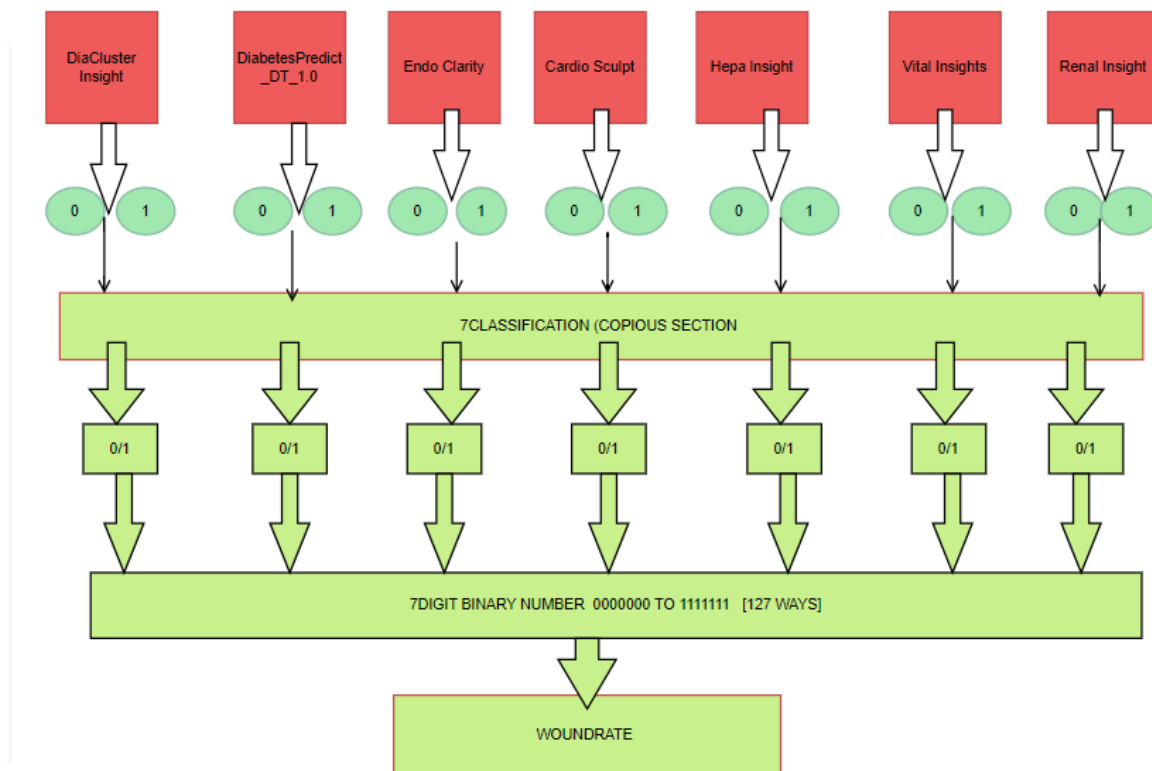 DiaCluster
Insight
DiabetesPredict
_DT_1.0
Endo Clarity
Cardio Sculpt
Hepa Insight
Vital Insights
Renal Insight
0 1 0 1 0 1 0 1 0 1 0 1 0 1
7CLASSIFICATION (COPIOUS SECTION
0/1 0/1 0/1 0/1 0/1 0/1 0/1
7DIGIT BINARY NUMBER 0000000 TO 1111111 [127 WAYS]
WOUNDRATE